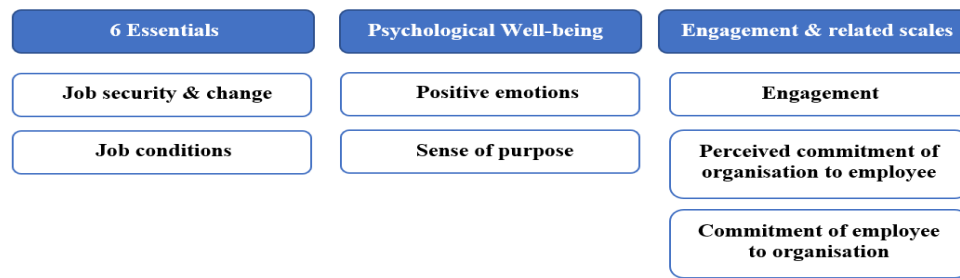 6 Essentials
Psychological Well-being
Engagement & related scales
Job security & change
Positive emotions
Engagement
Job conditions
Sense of purpose
Perceived commitment of
organisation to employee
Commitment of employee
to organisation